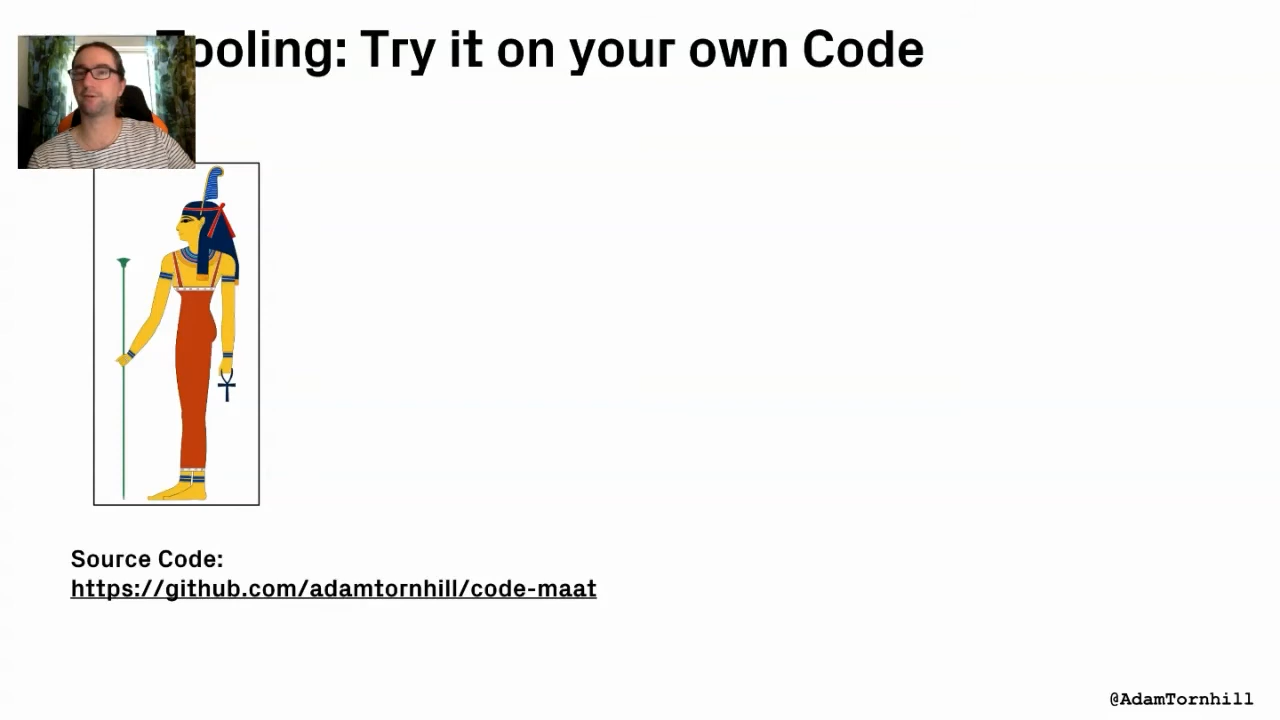 Tooling: Try it on your own Code
Source Code:
https://github.com/adamtornhill/code-maat
@AdamTornhill